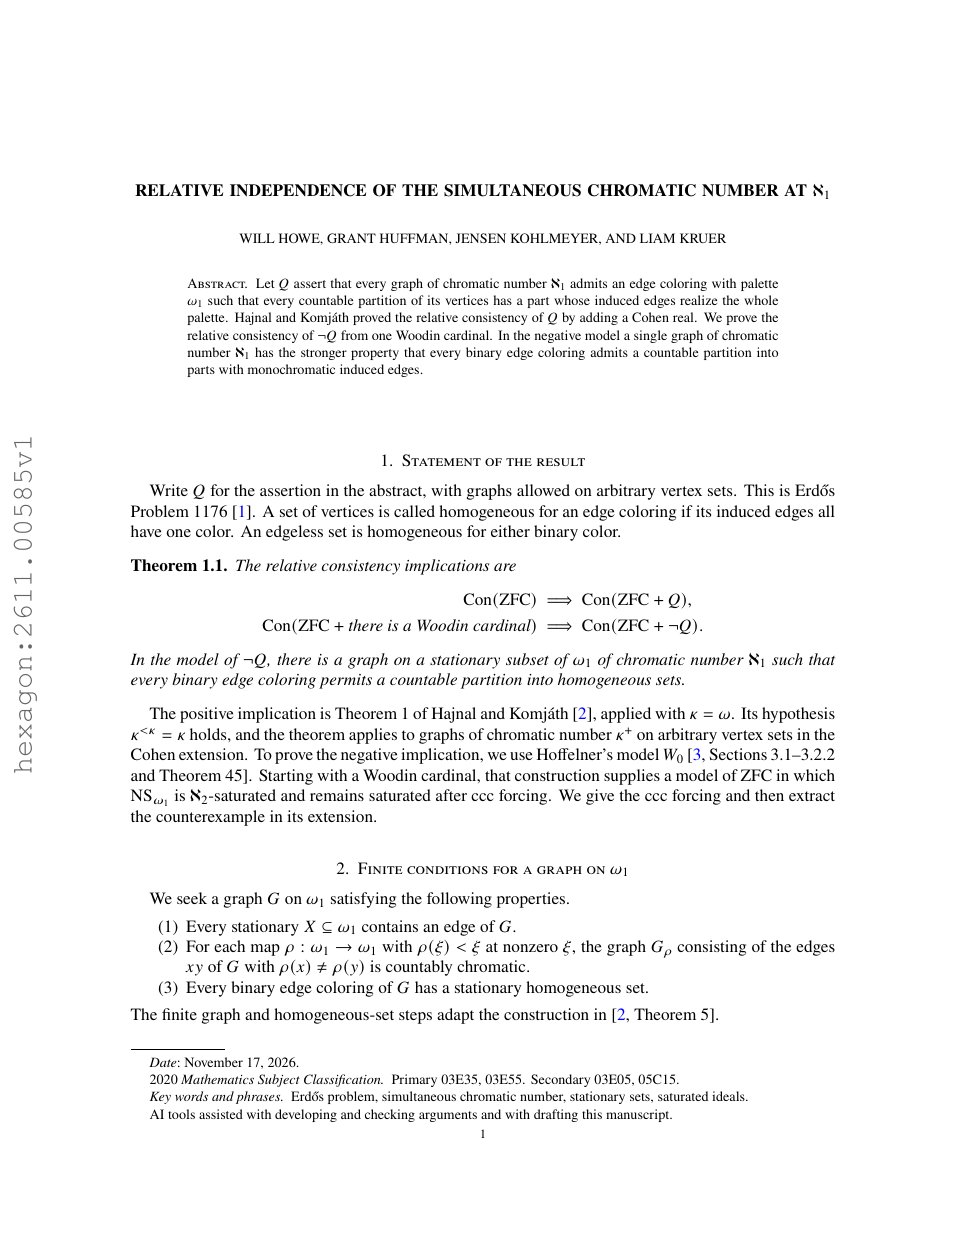 RELATIVE INDEPENDENCE OF THE SIMULTANEOUS CHROMATIC NUMBER AT ℵ₁
WILL HOWE, GRANT HUFFMAN, JENSEN KOHLMEYER, AND LIAM KRUER
Abstract. Let Q assert that every graph of chromatic number ℵ₁ admits an edge coloring with palette
ω₁ such that every countable partition of its vertices has a part whose induced edges realize the whole
palette. Hajnal and Komjáth proved the relative consistency of Q by adding a Cohen real. We prove the
relative consistency of ¬Q from one Woodin cardinal. In the negative model a single graph of chromatic
number ℵ₁ has the stronger property that every binary edge coloring admits a countable partition into
parts with monochromatic induced edges.
hexagon:2611.00585v1
1. Statement of the result
Write Q for the assertion in the abstract, with graphs allowed on arbitrary vertex sets. This is Erdős
Problem 1176 [1]. A set of vertices is called homogeneous for an edge coloring if its induced edges all
have one color. An edgeless set is homogeneous for either binary color.
Theorem 1.1. The relative consistency implications are
Con(ZFC) ⟹ Con(ZFC + Q),
Con(ZFC + there is a Woodin cardinal) ⟹ Con(ZFC + ¬Q).
In the model of ¬Q, there is a graph on a stationary subset of ω₁ of chromatic number ℵ₁ such that
every binary edge coloring permits a countable partition into homogeneous sets.
The positive implication is Theorem 1 of Hajnal and Komjáth [2], applied with κ = ω. Its hypothesis
κ^{<κ} = κ holds, and the theorem applies to graphs of chromatic number κ⁺ on arbitrary vertex sets in the
Cohen extension. To prove the negative implication, we use Hoffelner's model W₀ [3, Sections 3.1–3.2.2
and Theorem 45]. Starting with a Woodin cardinal, that construction supplies a model of ZFC in which
NS_{ω₁} is ℵ₂-saturated and remains saturated after ccc forcing. We give the ccc forcing and then extract
the counterexample in its extension.
2. Finite conditions for a graph on ω₁
We seek a graph G on ω₁ satisfying the following properties.
(1) Every stationary X ⊆ ω₁ contains an edge of G.
(2) For each map ρ : ω₁ → ω₁ with ρ(ξ) < ξ at nonzero ξ, the graph G_ρ consisting of the edges
xy of G with ρ(x) ≠ ρ(y) is countably chromatic.
(3) Every binary edge coloring of G has a stationary homogeneous set.
The finite graph and homogeneous-set steps adapt the construction in [2, Theorem 5].
Date: November 17, 2026.
2020 Mathematics Subject Classification. Primary 03E35, 03E55. Secondary 03E05, 05C15.
Key words and phrases. Erdős problem, simultaneous chromatic number, stationary sets, saturated ideals.
AI tools assisted with developing and checking arguments and with drafting this manuscript.
1